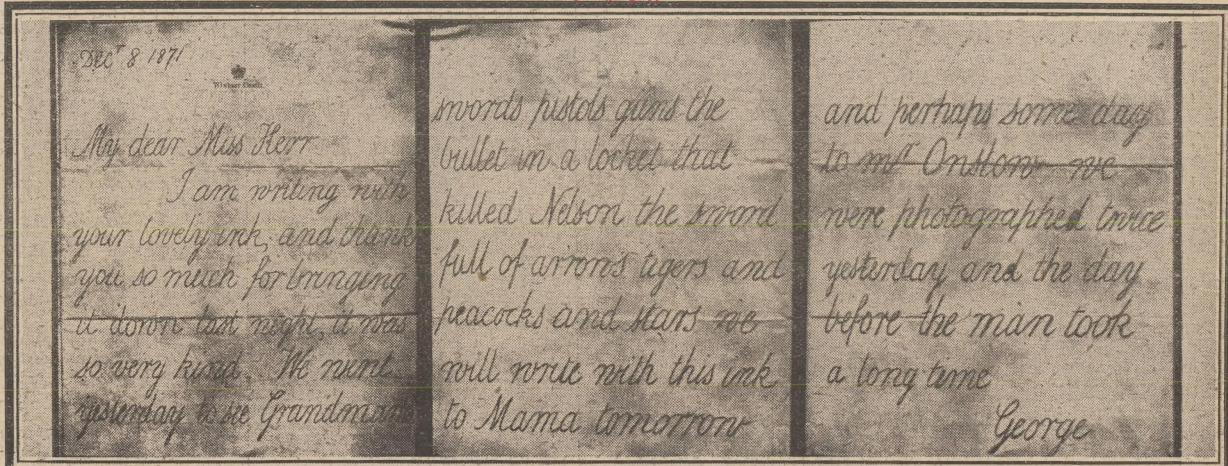 Decr 8 1871
Windsor Castle
My dear Miss Kerr
I am writing with
your lovely ink, and thank
you so much for bringing
it down last night, it was
so very kind. We went
yesterday to see Grandmama's
swords pistols guns the
bullet in a locket that
killed Nelson the sword
full of arrows tigers and
peacocks and stars we
will write with this ink
to Mama tomorrow
and perhaps some day
to mrs Onslow we
were photographed twice
yesterday and the day
before the man took
a long time
George